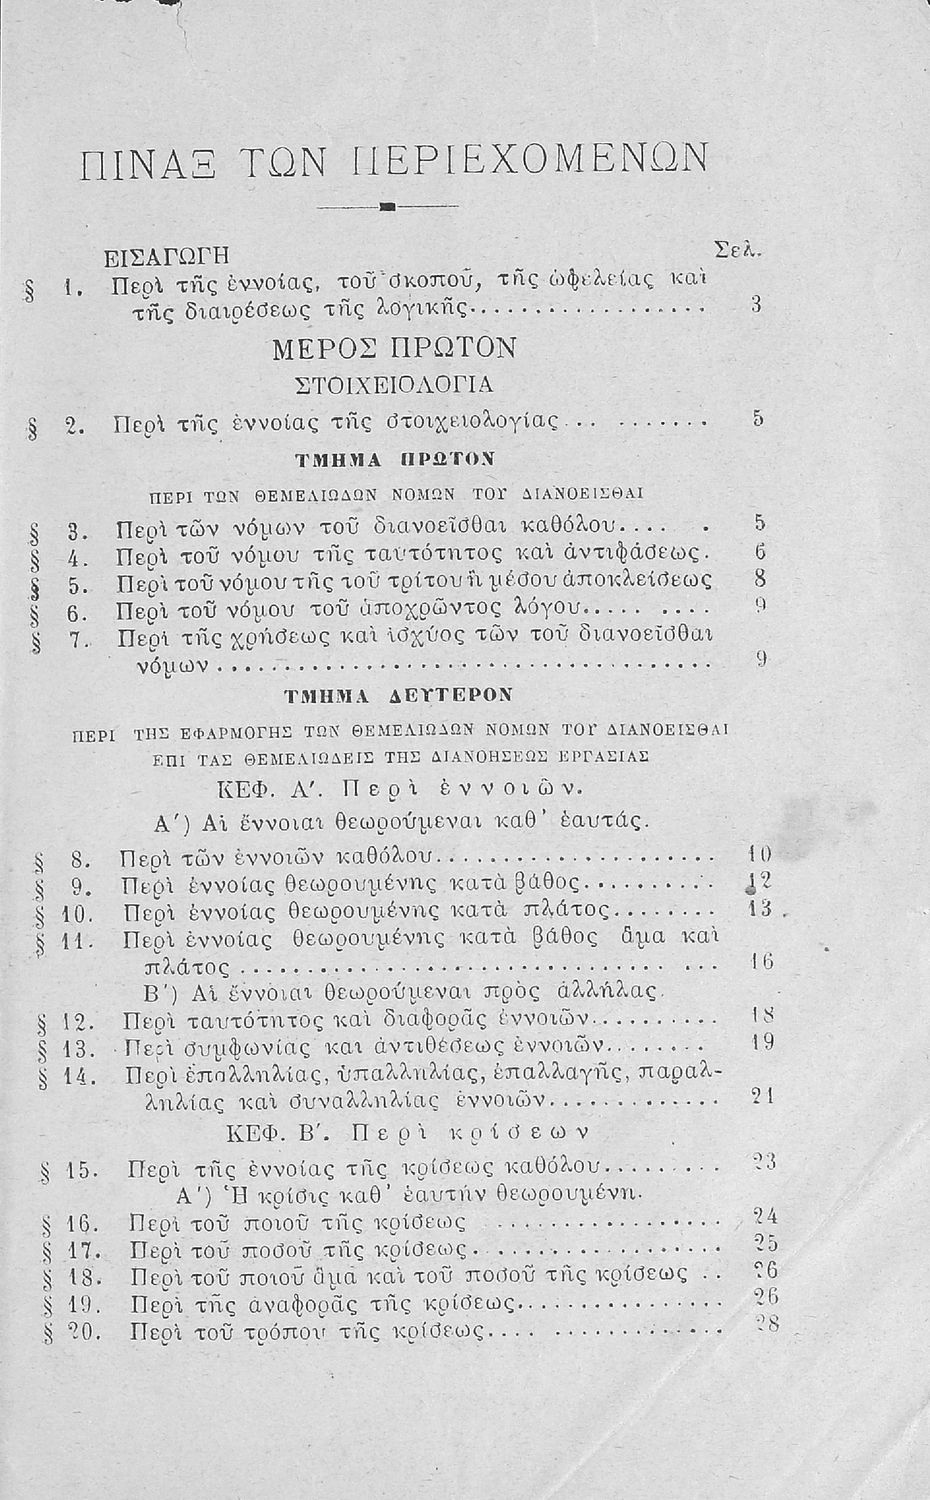 ΠΙΝΑΞ ΤΩΝ ΠΕΡΙΕΧΟΜΕΝΩΝ
ΕΙΣΑΓΩΓΗ Σελ.
§ 1. Περὶ τῆς ἐννοίας, τοῦ σκοποῦ, τῆς ὠφελείας καὶ
τῆς διαιρέσεως τῆς λογικῆς.................. 3
ΜΕΡΟΣ ΠΡΩΤΟΝ
ΣΤΟΙΧΕΙΟΛΟΓΙΑ
§ 2. Περὶ τῆς ἐννοίας τῆς στοιχειολογίας... ....... 5
ΤΜΗΜΑ ΠΡΩΤΟΝ
ΠΕΡΙ ΤΩΝ ΘΕΜΕΛΙΩΔΩΝ ΝΟΜΩΝ ΤΟΥ ΔΙΑΝΟΕΙΣΘΑΙ
§ 3. Περὶ τῶν νόμων τοῦ διανοεῖσθαι καθόλου.... . 5
§ 4. Περὶ τοῦ νόμου τῆς ταυτότητος καὶ ἀντιφάσεως. 6
§ 5. Περὶ τοῦ νόμου τῆς τοῦ τρίτου ἢ μέσου ἀποκλείσεως 8
§ 6. Περὶ τοῦ νόμου τοῦ ἀποχρῶντος λόγου......... 9
§ 7. Περὶ τῆς χρήσεως καὶ ἰσχύος τῶν τοῦ διανοεῖσθαι
νόμων.................................... 9
ΤΜΗΜΑ ΔΕΥΤΕΡΟΝ
ΠΕΡΙ ΤΗΣ ΕΦΑΡΜΟΓΗΣ ΤΩΝ ΘΕΜΕΛΙΩΔΩΝ ΝΟΜΩΝ ΤΟΥ ΔΙΑΝΟΕΙΣΘΑΙ
ΕΠΙ ΤΑΣ ΘΕΜΕΛΙΩΔΕΙΣ ΤΗΣ ΔΙΑΝΟΗΣΕΩΣ ΕΡΓΑΣΙΑΣ
ΚΕΦ. Α′. Περὶ ἐννοιῶν.
Α′) Αἱ ἔννοιαι θεωρούμεναι καθ’ ἑαυτάς.
§ 8. Περὶ τῶν ἐννοιῶν καθόλου.................... 10
§ 9. Περὶ ἐννοίας θεωρουμένης κατὰ βάθος.......... 12
§ 10. Περὶ ἐννοίας θεωρουμένης κατὰ πλάτος........ 13
§ 11. Περὶ ἐννοίας θεωρουμένης κατὰ βάθος ἅμα καὶ
πλάτος................................... 16
Β′) Αἱ ἔννοιαι θεωρούμεναι πρὸς ἀλλήλας.
§ 12. Περὶ ταυτότητος καὶ διαφορᾶς ἐννοιῶν.......... 18
§ 13. Περὶ συμφωνίας καὶ ἀντιθέσεως ἐννοιῶν........ 19
§ 14. Περὶ ἐπαλληλίας, ὑπαλληλίας, ἐπαλλαγῆς, παραλ-
ληλίας καὶ συναλληλίας ἐννοιῶν.............. 21
ΚΕΦ. Β′. Περὶ κρίσεων
§ 15. Περὶ τῆς ἐννοίας τῆς κρίσεως καθόλου......... 23
Α′) Ἡ κρίσις καθ’ ἑαυτὴν θεωρουμένη.
§ 16. Περὶ τοῦ ποιοῦ τῆς κρίσεως ................ 24
§ 17. Περὶ τοῦ ποσοῦ τῆς κρίσεως.................. 25
§ 18. Περὶ τοῦ ποιοῦ ἅμα καὶ τοῦ ποσοῦ τῆς κρίσεως .. 26
§ 19. Περὶ τῆς ἀναφορᾶς τῆς κρίσεως............... 26
§ 20. Περὶ τοῦ τρόπου τῆς κρίσεως.... ............ 28